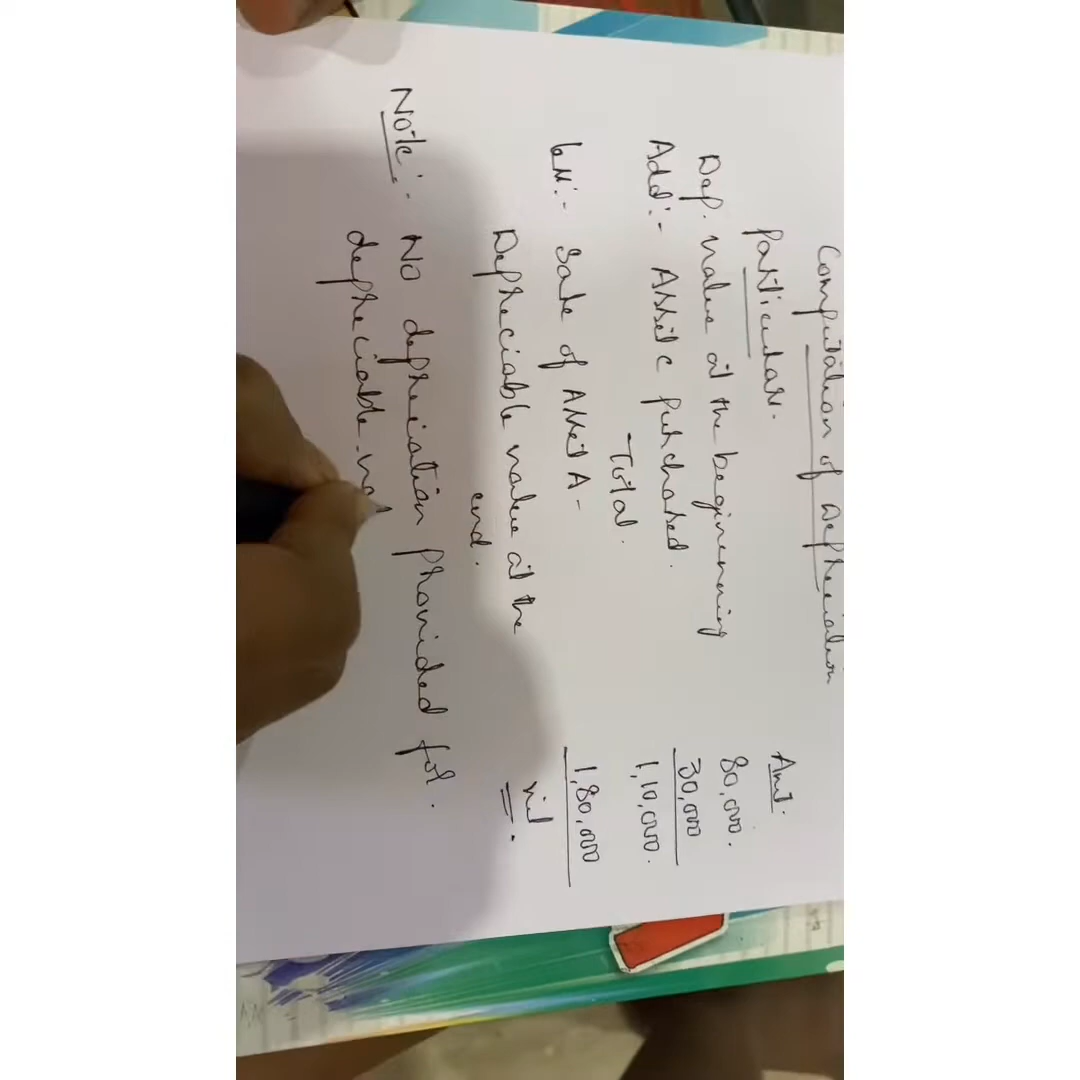 Computation of Depreciation
Particulars. Amt.
Dep. value at the beginenning 80,000.
Add:- Assets purchased. 30,000
Total. 1,10,000.
Less:- Sale of Asset A- 1,80,000
Depreciable value at the end. nil
Note:- No depreciation provided for.
depreciable